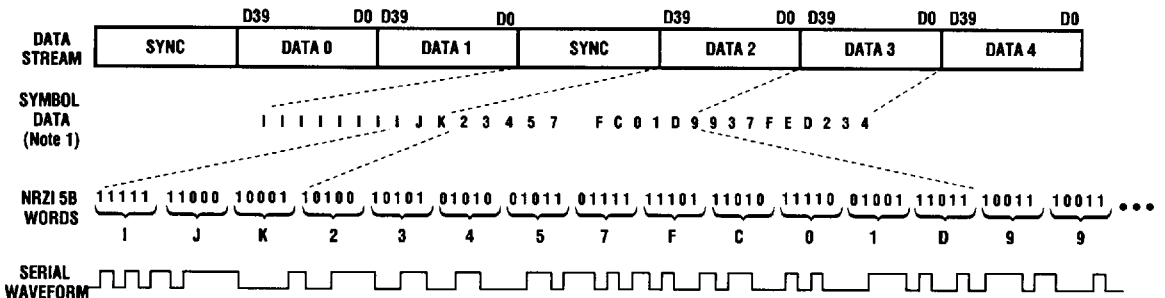 D39 D0 D39 D0 D39 D0 D39 D0 D39 D0
DATA STREAM
SYNC DATA 0 DATA 1 SYNC DATA 2 DATA 3 DATA 4
SYMBOL DATA (Note 1)
I I I I I I I I J K 2 3 4 5 7 F C 0 1 D 9 9 3 7 F E D 2 3 4
NRZI 5B WORDS
11111 11000 10001 10100 10101 01010 01011 01111 11101 11010 11110 01001 11011 10011 10011 •••
I J K 2 3 4 5 7 F C 0 1 D 9 9
SERIAL WAVEFORM